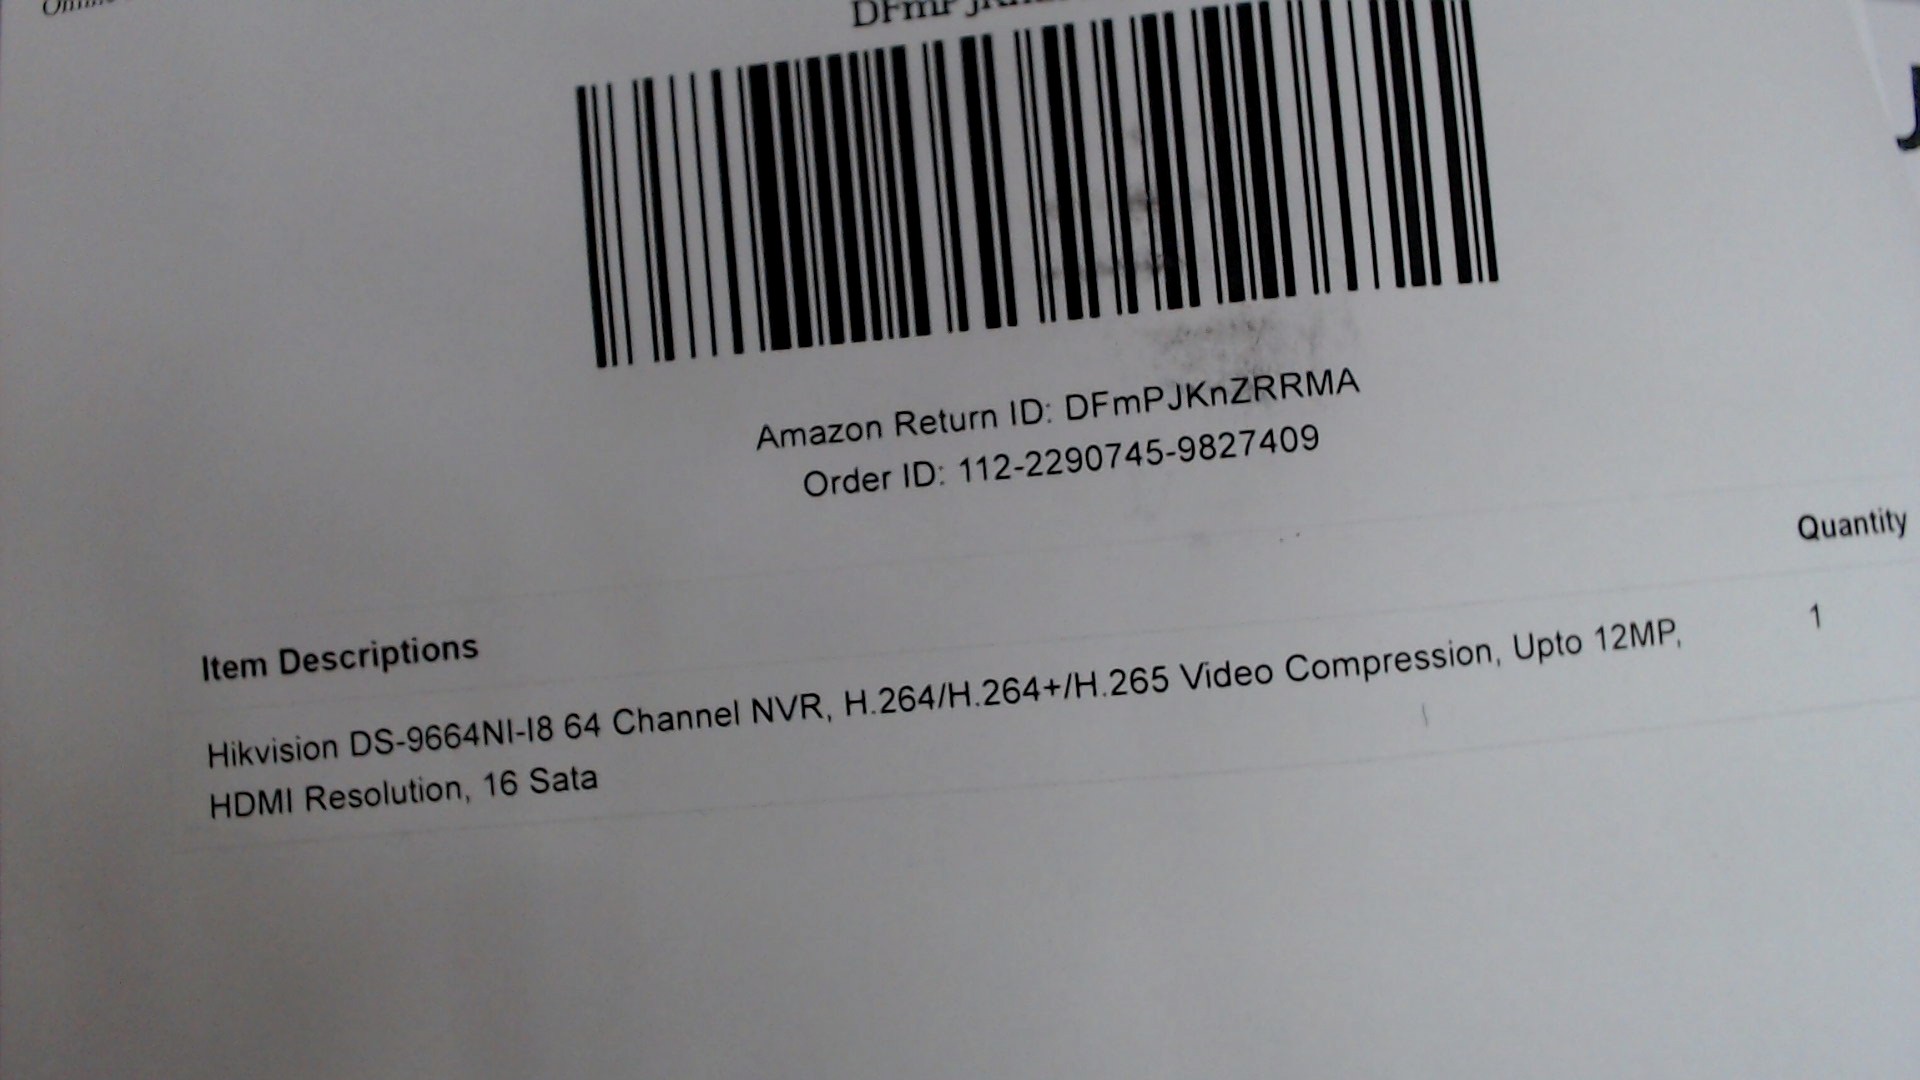 Amazon Return ID: DFmPJKnZRRMA
Order ID: 112-2290745-9827409
Quantity
Item Descriptions
Hikvision DS-9664NI-I8 64 Channel NVR, H.264/H.264+/H.265 Video Compression, Upto 12MP,
1
HDMI Resolution, 16 Sata